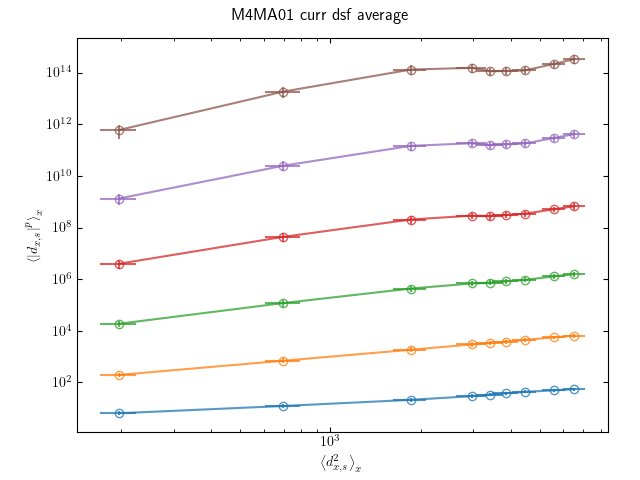 M4MA01 curr dsf average
⟨|d_{x,s}|^p⟩_x
10^{14}
10^{12}
10^{10}
10^8
10^6
10^4
10^2
10^3
⟨d_{x,s}^2⟩_x